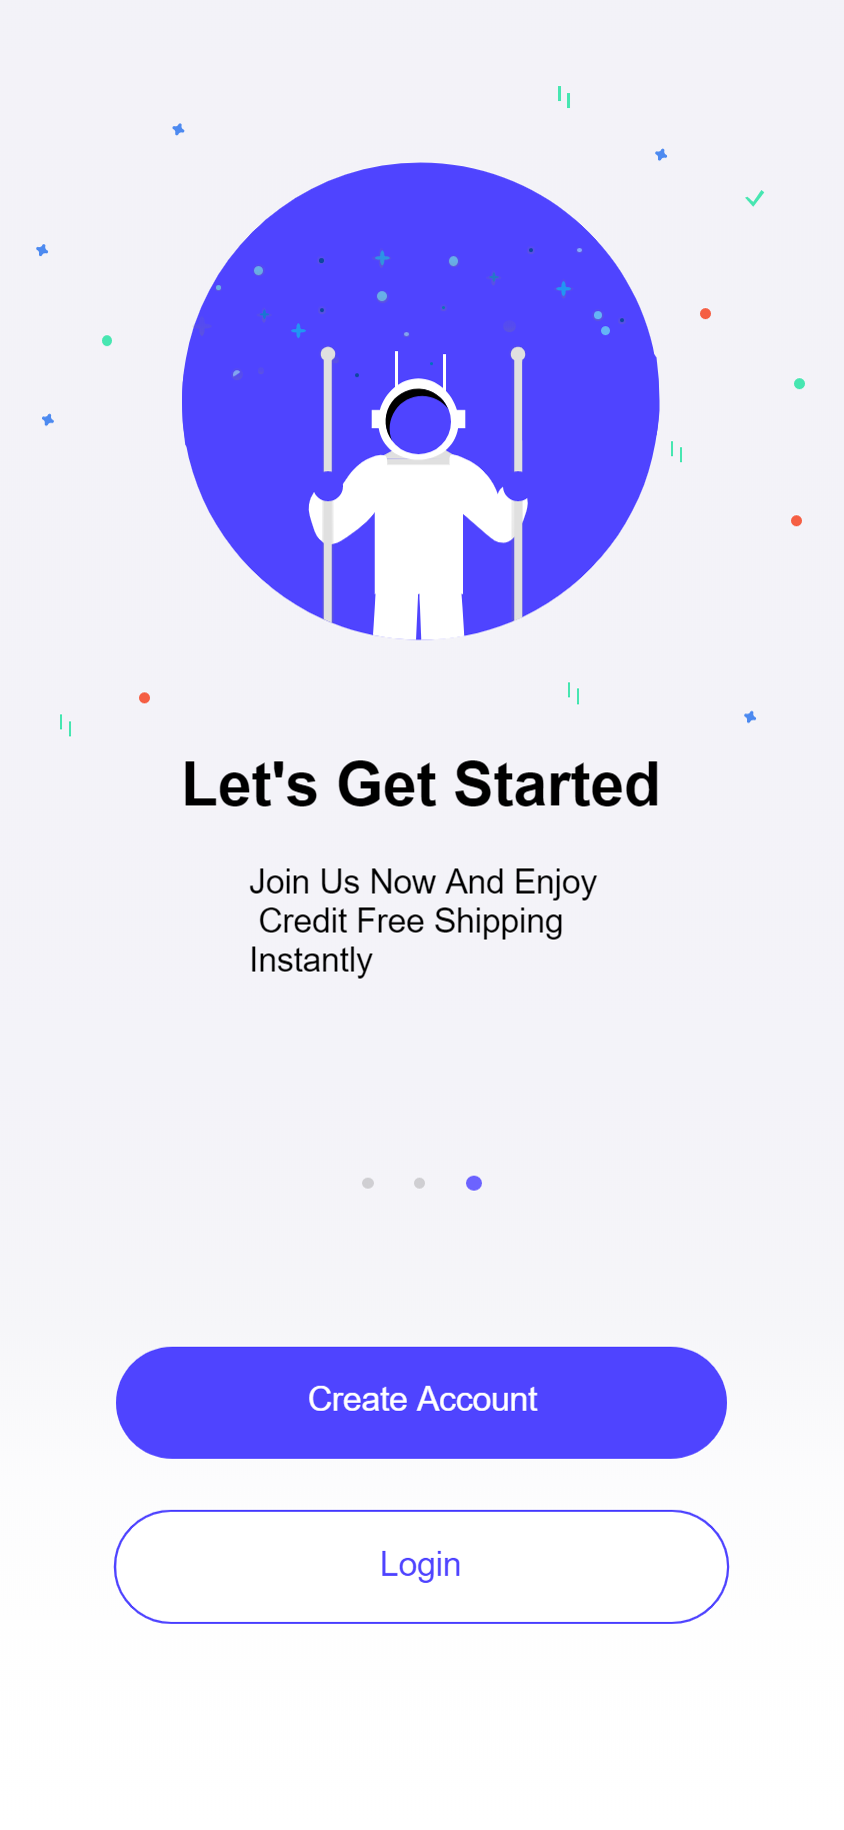 Let's Get Started
Join Us Now And Enjoy
Credit Free Shipping
Instantly
Create Account
Login